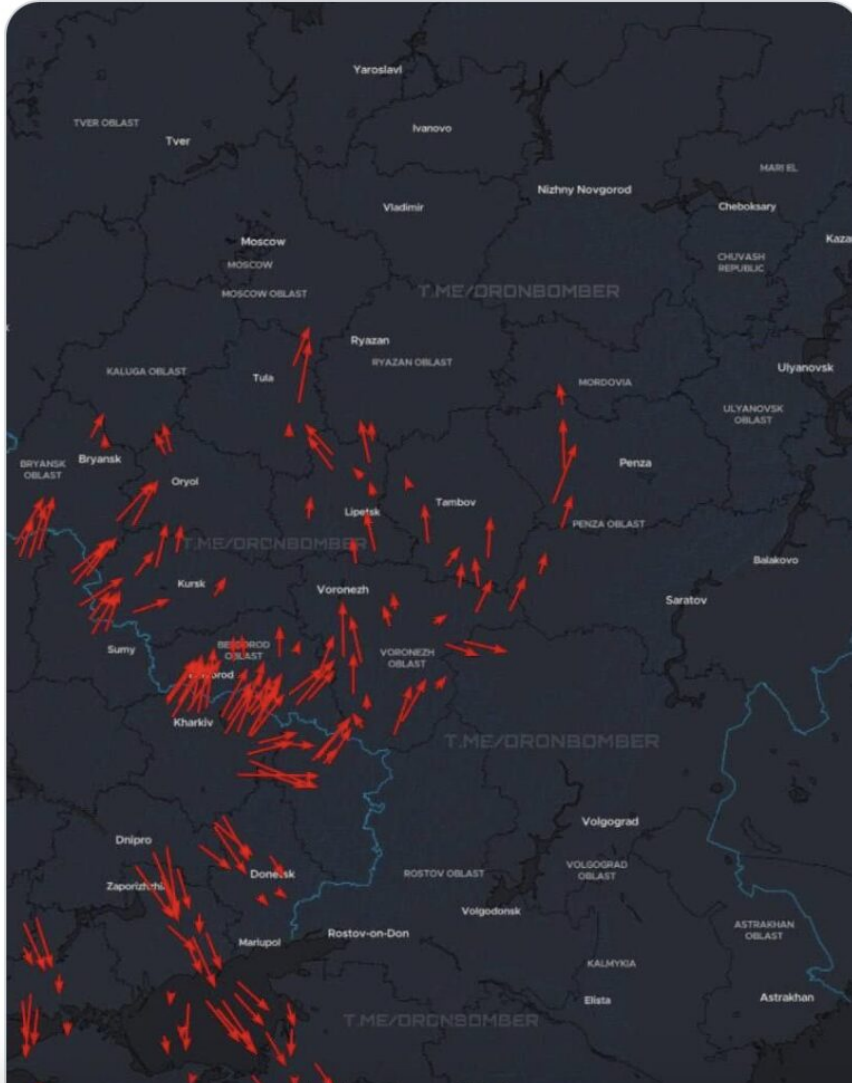 Yaroslavl
TVER OBLAST
Ivanovo
Tver
MARI EL
Nizhny Novgorod
Vladimir
Cheboksary
Moscow
Kaza
MOSCOW
CHUVASH
REPUBLIC
MOSCOW OBLAST
T.ME/DRONBOMBER
Ryazan
RYAZAN OBLAST
KALUGA OBLAST
Tula
MORDOVIA
Ulyanovsk
ULYANOVSK
OBLAST
Bryansk
BRYANSK
OBLAST
Penza
Oryol
Tambov
Lipetsk
PENZA OBLAST
T.ME/DRONBOMBER
Balakovo
Kursk
Voronezh
Saratov
Sumy
BELGOROD
OBLAST
VORONEZH
OBLAST
Kharkiv
T.ME/DRONBOMBER
Volgograd
Dnipro
VOLGOGRAD
OBLAST
Donetsk
ROSTOV OBLAST
Zaporizhzhia
Volgodonsk
ASTRAKHAN
OBLAST
Rostov-on-Don
Mariupol
KALMYKIA
Elista
Astrakhan
T.ME/DRONBOMBER